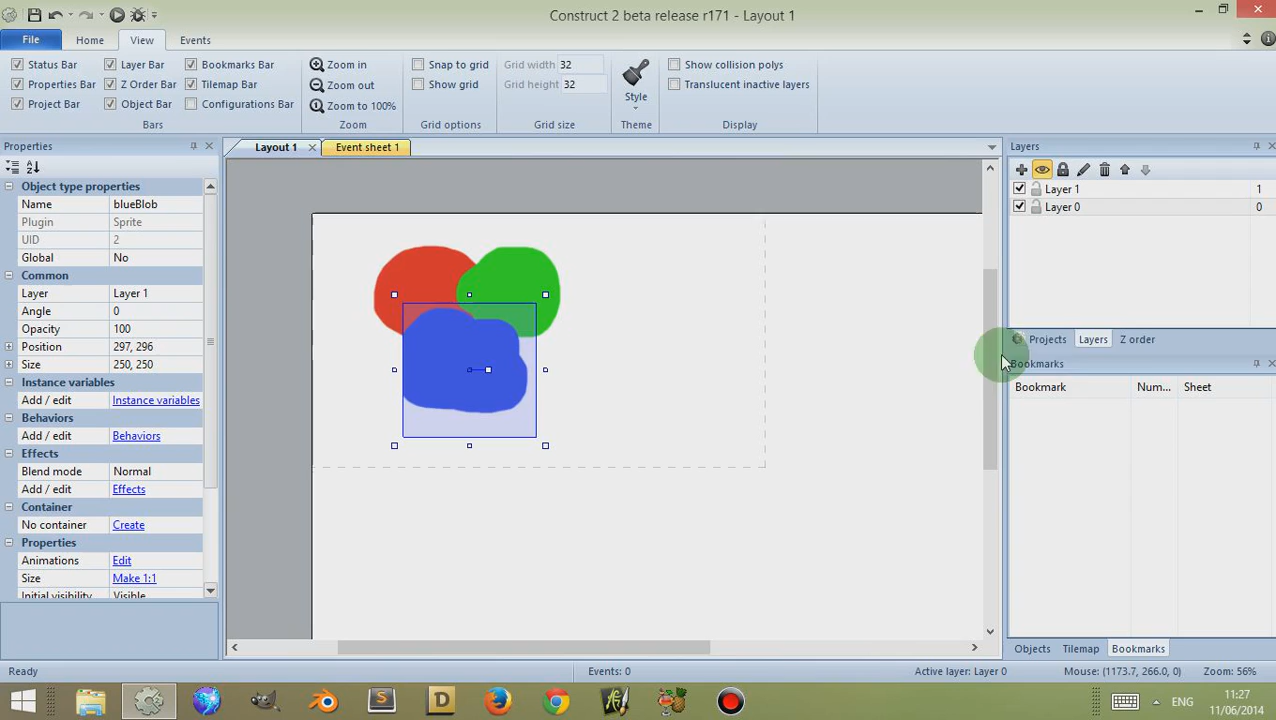 Construct 2 beta release r171 - Layout 1
File Home View Events
Status Bar Layer Bar Bookmarks Bar Zoom in Snap to grid Grid width 32 Show collision polys
Properties Bar Z Order Bar Tilemap Bar Zoom out Show grid Grid height 32 Style Translucent inactive layers
Project Bar Object Bar Configurations Bar Zoom to 100%
Bars Zoom Grid options Grid size Theme Display
Properties Layout 1 Event sheet 1 Layers
Object type properties
Name blueBlob
Plugin Sprite
UID 2
Global No
Common
Layer Layer 1
Angle 0
Opacity 100
Position 297, 296
Size 250, 250
Instance variables
Add / edit Instance variables
Behaviors
Add / edit Behaviors
Effects
Blend mode Normal
Add / edit Effects
Container
No container Create
Properties
Animations Edit
Size Make 1:1
Initial visibility Visible
Layer 1 1
Layer 0 0
Projects Layers Z order
Bookmarks
Bookmark Num... Sheet
Objects Tilemap Bookmarks
Ready Events: 0 Active layer: Layer 0 Mouse: (1173.7, 266.0, 0) Zoom: 56%
S D ENG 11:27
11/06/2014